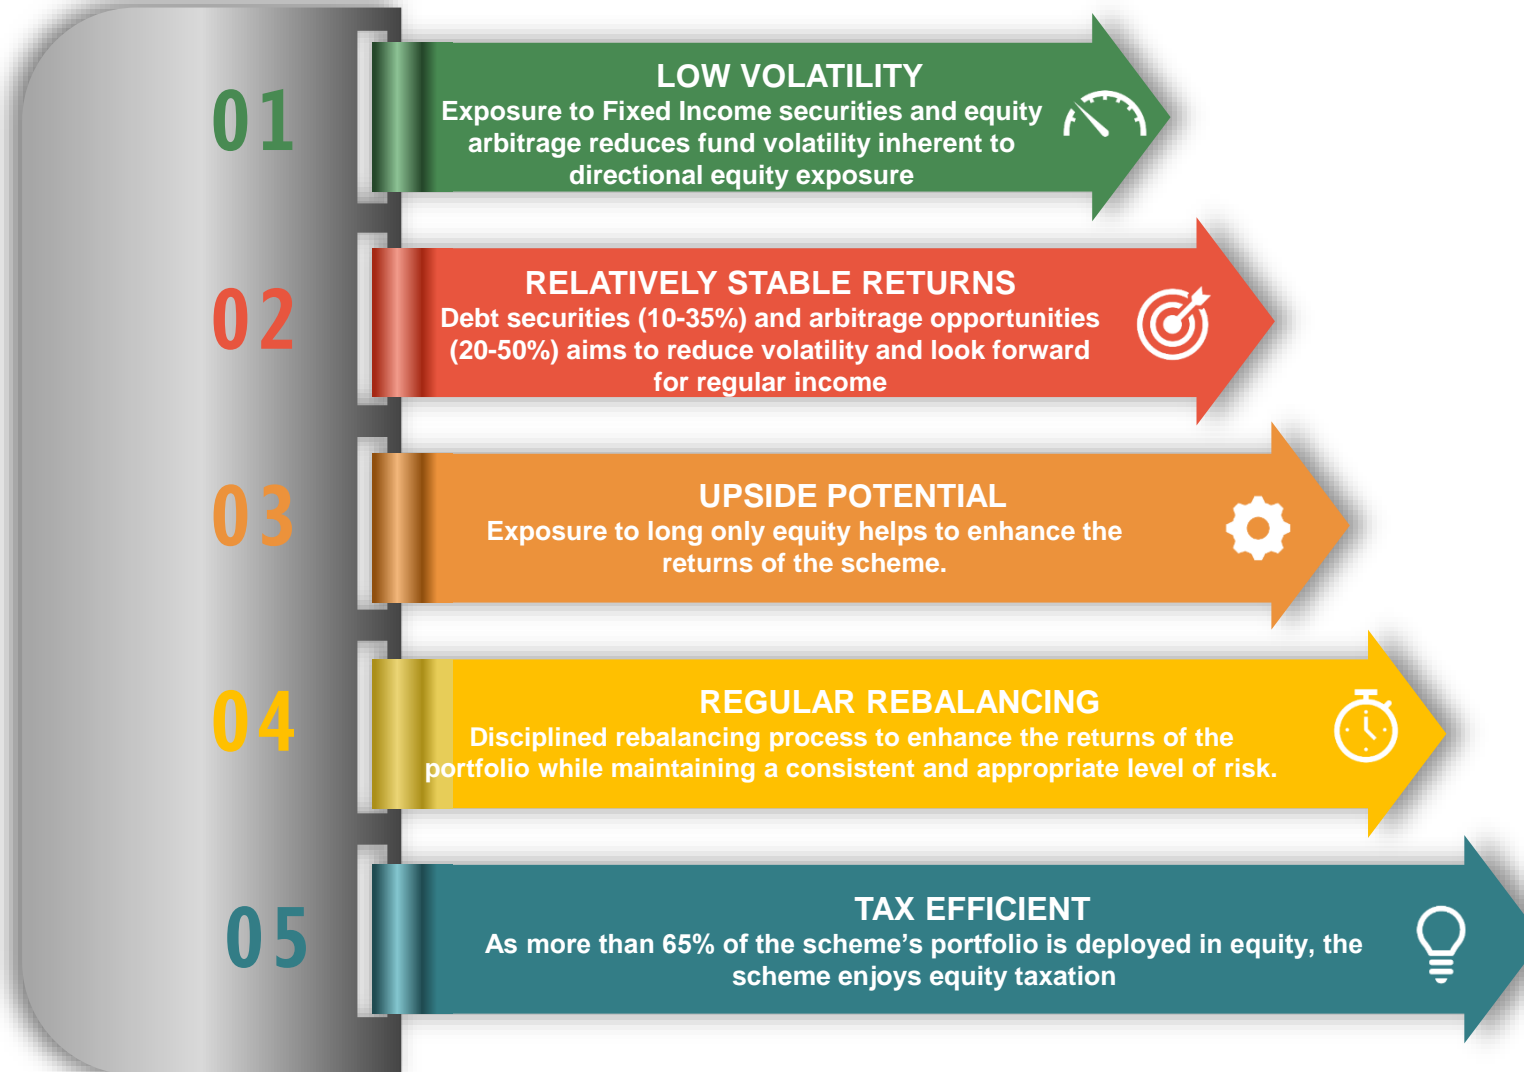 01
LOW VOLATILITY
Exposure to Fixed Income securities and equity
arbitrage reduces fund volatility inherent to
directional equity exposure
02
RELATIVELY STABLE RETURNS
Debt securities (10-35%) and arbitrage opportunities
(20-50%) aims to reduce volatility and look forward
for regular income
03
UPSIDE POTENTIAL
Exposure to long only equity helps to enhance the
returns of the scheme.
04
REGULAR REBALANCING
Disciplined rebalancing process to enhance the returns of the
portfolio while maintaining a consistent and appropriate level of risk.
05
TAX EFFICIENT
As more than 65% of the scheme’s portfolio is deployed in equity, the
scheme enjoys equity taxation